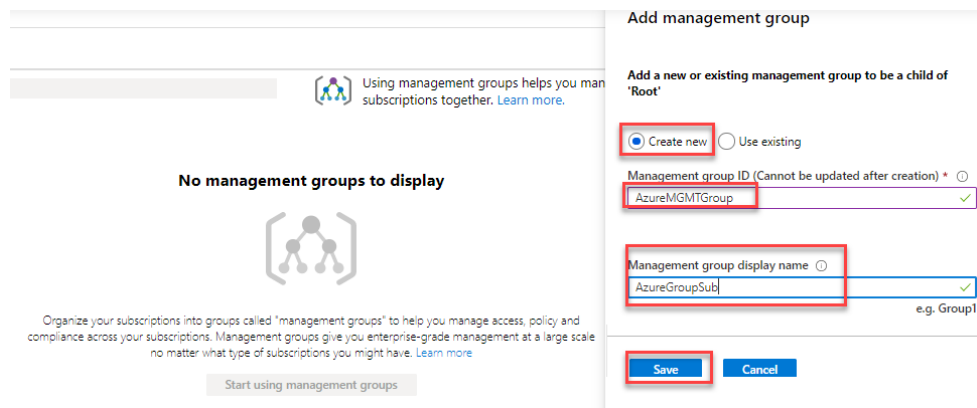 Using management groups helps you man
subscriptions together. Learn more.
No management groups to display
Organize your subscriptions into groups called "management groups" to help you manage access, policy and
compliance across your subscriptions. Management groups give you enterprise-grade management at a large scale
no matter what type of subscriptions you might have. Learn more
Start using management groups
Add management group
Add a new or existing management group to be a child of
'Root'
Create new Use existing
Management group ID (Cannot be updated after creation) *
AzureMGMTGroup
Management group display name
AzureGroupSub
e.g. Group1
Save Cancel